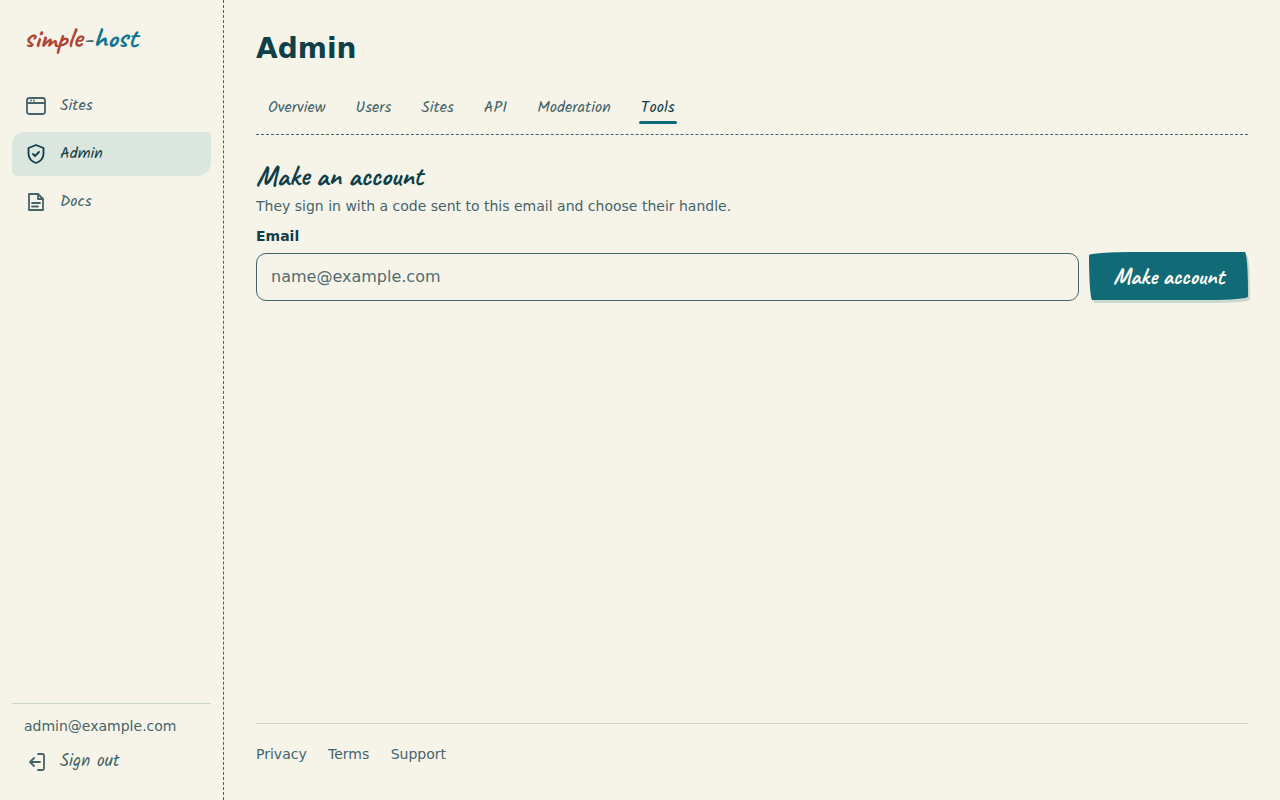 simple-host
Sites
Admin
Docs
admin@example.com
Sign out
Admin
Overview Users Sites API Moderation Tools
Make an account
They sign in with a code sent to this email and choose their handle.
Email
name@example.com
Make account
Privacy Terms Support